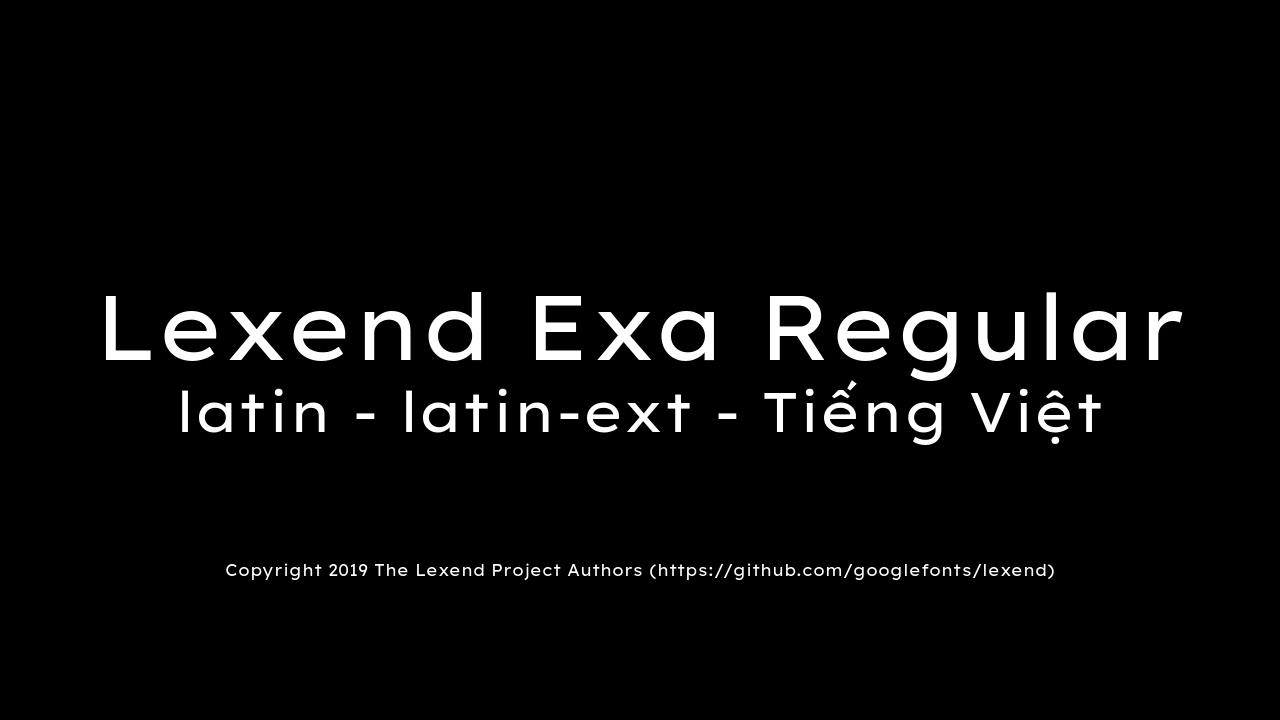 Lexend Exa Regular
latin - latin-ext - Tiếng Việt
Copyright 2019 The Lexend Project Authors (https://github.com/googlefonts/lexend)